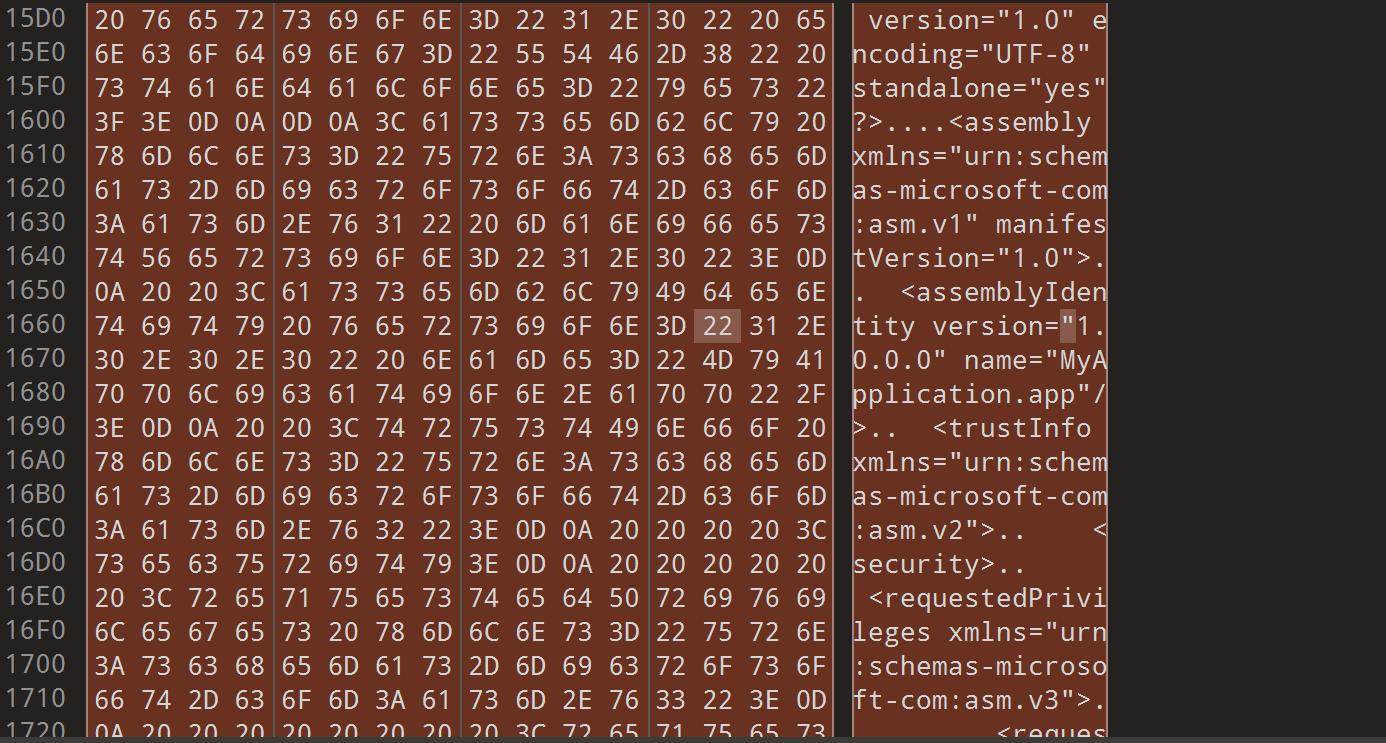 15D0 20 76 65 72 73 69 6F 6E 3D 22 31 2E 30 22 20 65  version="1.0" e
15E0 6E 63 6F 64 69 6E 67 3D 22 55 54 46 2D 38 22 20 ncoding="UTF-8"
15F0 73 74 61 6E 64 61 6C 6F 6E 65 3D 22 79 65 73 22 standalone="yes"
1600 3F 3E 0D 0A 0D 0A 3C 61 73 73 65 6D 62 6C 79 20 ?>....<assembly
1610 78 6D 6C 6E 73 3D 22 75 72 6E 3A 73 63 68 65 6D xmlns="urn:schem
1620 61 73 2D 6D 69 63 72 6F 73 6F 66 74 2D 63 6F 6D as-microsoft-com
1630 3A 61 73 6D 2E 76 31 22 20 6D 61 6E 69 66 65 73 :asm.v1" manifes
1640 74 56 65 72 73 69 6F 6E 3D 22 31 2E 30 22 3E 0D tVersion="1.0">.
1650 0A 20 20 3C 61 73 73 65 6D 62 6C 79 49 64 65 6E .  <assemblyIden
1660 74 69 74 79 20 76 65 72 73 69 6F 6E 3D 22 31 2E tity version="1.
1670 30 2E 30 2E 30 22 20 6E 61 6D 65 3D 22 4D 79 41 0.0.0" name="MyA
1680 70 70 6C 69 63 61 74 69 6F 6E 2E 61 70 70 22 2F pplication.app"/
1690 3E 0D 0A 20 20 3C 74 72 75 73 74 49 6E 66 6F 20 >..  <trustInfo
16A0 78 6D 6C 6E 73 3D 22 75 72 6E 3A 73 63 68 65 6D xmlns="urn:schem
16B0 61 73 2D 6D 69 63 72 6F 73 6F 66 74 2D 63 6F 6D as-microsoft-com
16C0 3A 61 73 6D 2E 76 32 22 3E 0D 0A 20 20 20 20 3C :asm.v2">..    <
16D0 73 65 63 75 72 69 74 79 3E 0D 0A 20 20 20 20 20 security>..
16E0 20 3C 72 65 71 75 65 73 74 65 64 50 72 69 76 69  <requestedPrivi
16F0 6C 65 67 65 73 20 78 6D 6C 6E 73 3D 22 75 72 6E leges xmlns="urn
1700 3A 73 63 68 65 6D 61 73 2D 6D 69 63 72 6F 73 6F :schemas-microso
1710 66 74 2D 63 6F 6D 3A 61 73 6D 2E 76 33 22 3E 0D ft-com:asm.v3">.
1720 0A 20 20 20 20 20 20 20 20 3C 72 65 71 75 65 73 <reques